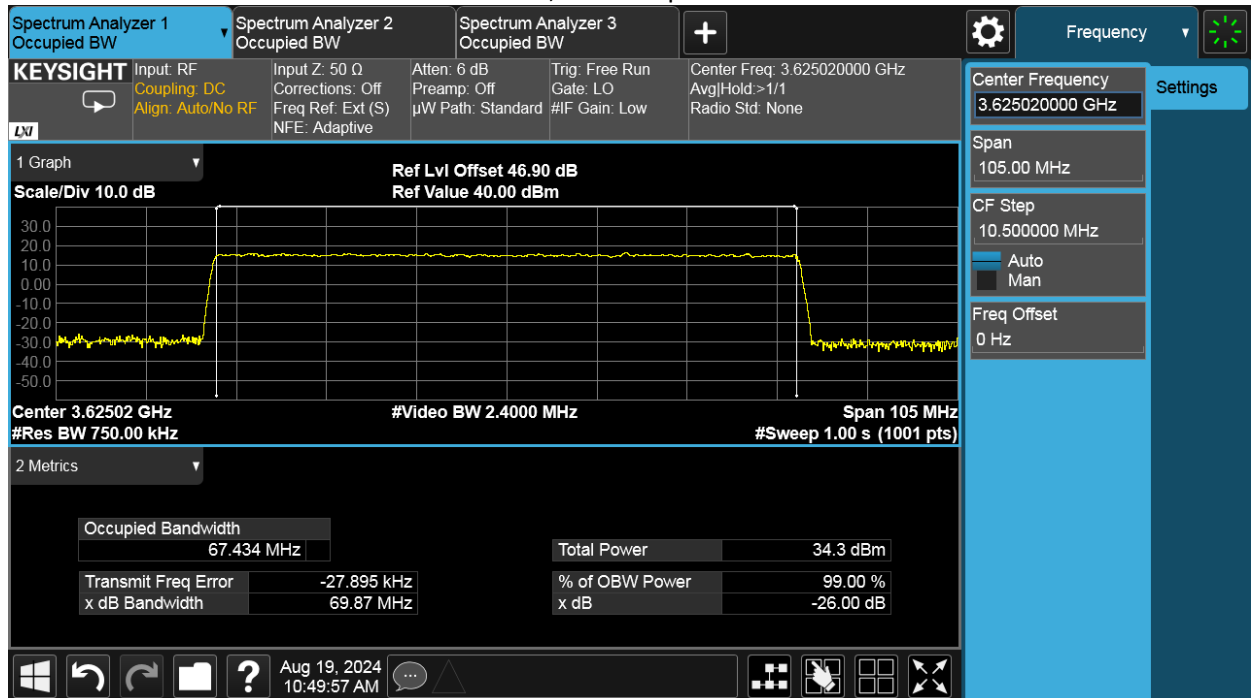 Spectrum Analyzer 1
Occupied BW
Spectrum Analyzer 2
Occupied BW
Spectrum Analyzer 3
Occupied BW
+
Frequency
KEYSIGHT
LXI
Input: RF
Coupling: DC
Align: Auto/No RF
Input Z: 50 Ω
Corrections: Off
Freq Ref: Ext (S)
NFE: Adaptive
Atten: 6 dB
Preamp: Off
µW Path: Standard
Trig: Free Run
Gate: LO
#IF Gain: Low
Center Freq: 3.625020000 GHz
Avg|Hold:>1/1
Radio Std: None
Center Frequency
3.625020000 GHz
Settings
Span
105.00 MHz
CF Step
10.500000 MHz
Auto
Man
Freq Offset
0 Hz
1 Graph
Scale/Div 10.0 dB
Ref Lvl Offset 46.90 dB
Ref Value 40.00 dBm
30.0
20.0
10.0
0.00
-10.0
-20.0
-30.0
-40.0
-50.0
Center 3.62502 GHz
#Video BW 2.4000 MHz
Span 105 MHz
#Res BW 750.00 kHz
#Sweep 1.00 s (1001 pts)
2 Metrics
Occupied Bandwidth
67.434 MHz
Total Power 34.3 dBm
Transmit Freq Error -27.895 kHz
% of OBW Power 99.00 %
x dB Bandwidth 69.87 MHz
x dB -26.00 dB
?
Aug 19, 2024
10:49:57 AM